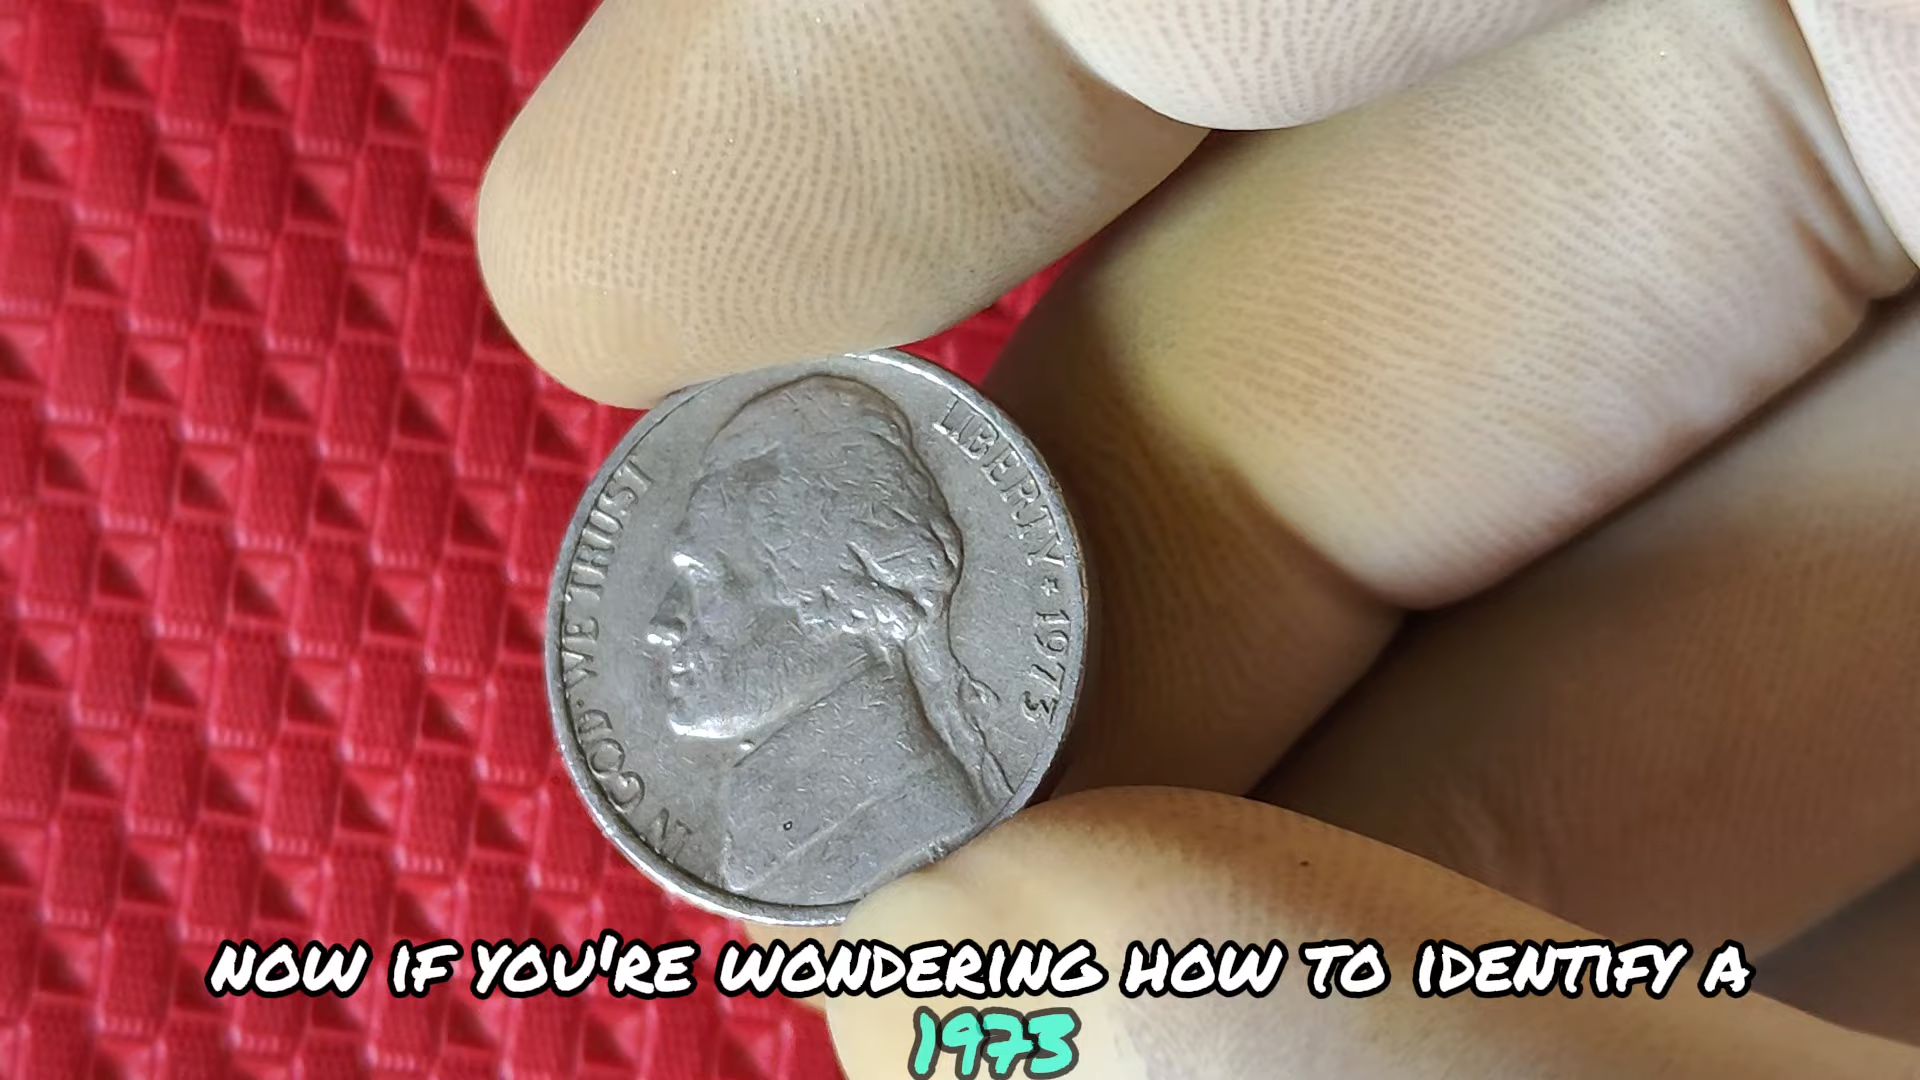 IN GOD WE TRUST
LIBERTY ★ 1973
NOW IF YOU'RE WONDERING HOW TO IDENTIFY A
1973